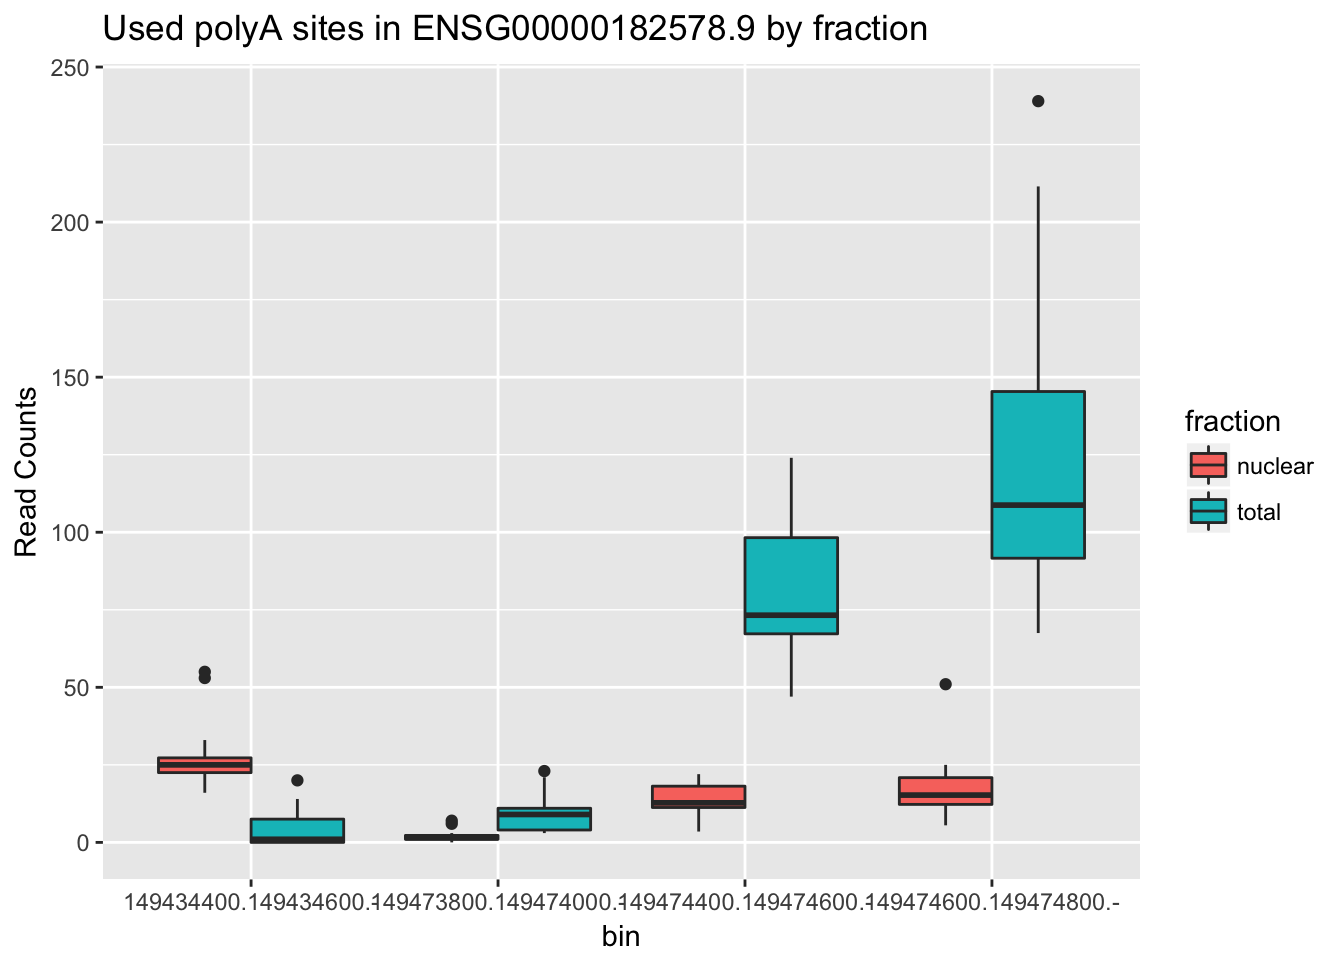 Used polyA sites in ENSG00000182578.9 by fraction
250
200
150
100
50
0
Read Counts
149434400.149434600.149473800.149474000.149474400.149474600.149474600.149474800.-
bin
fraction
nuclear
total